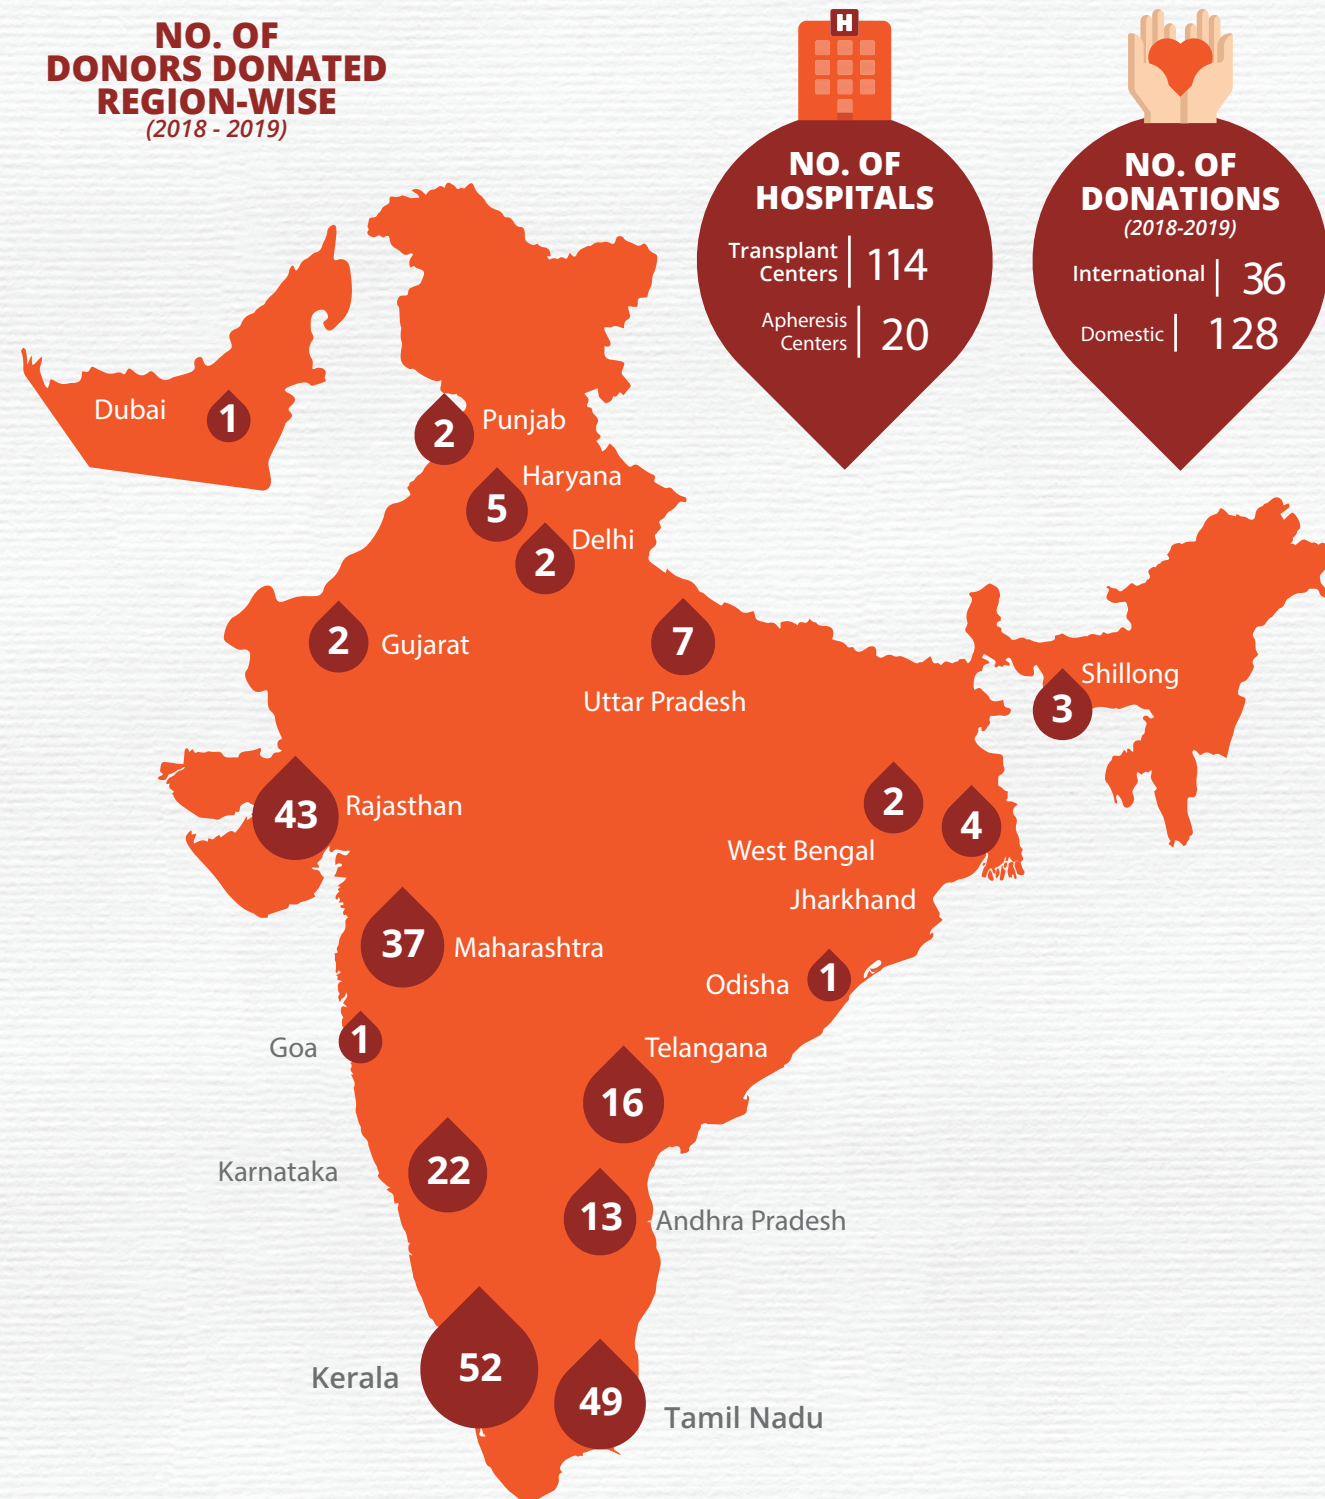 NO. OF
DONORS DONATED
REGION-WISE
(2018 - 2019)
H
NO. OF
HOSPITALS
Transplant
Centers
114
Apheresis
Centers
20
NO. OF
DONATIONS
(2018-2019)
International
36
Domestic
128
Dubai
1
2
Punjab
Haryana
5
Delhi
2
2
Gujarat
7
Uttar Pradesh
Shillong
3
43
Rajasthan
2
4
West Bengal
Jharkhand
37
Maharashtra
Odisha
1
Goa
1
Telangana
16
Karnataka
22
13
Andhra Pradesh
Kerala
52
49
Tamil Nadu